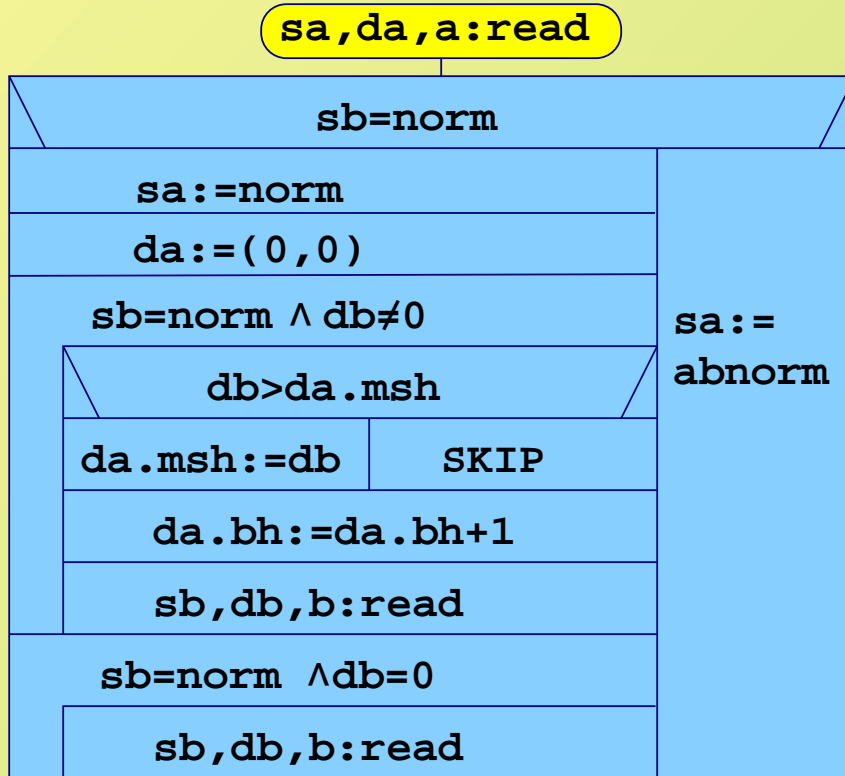 sa,da,a:read
sb=norm
sa:=norm
da:=(0,0)
sb=norm ∧ db≠0
db>da.msh
da.msh:=db
SKIP
da.bh:=da.bh+1
sb,db,b:read
sb=norm ∧db=0
sb,db,b:read
sa:=
abnorm